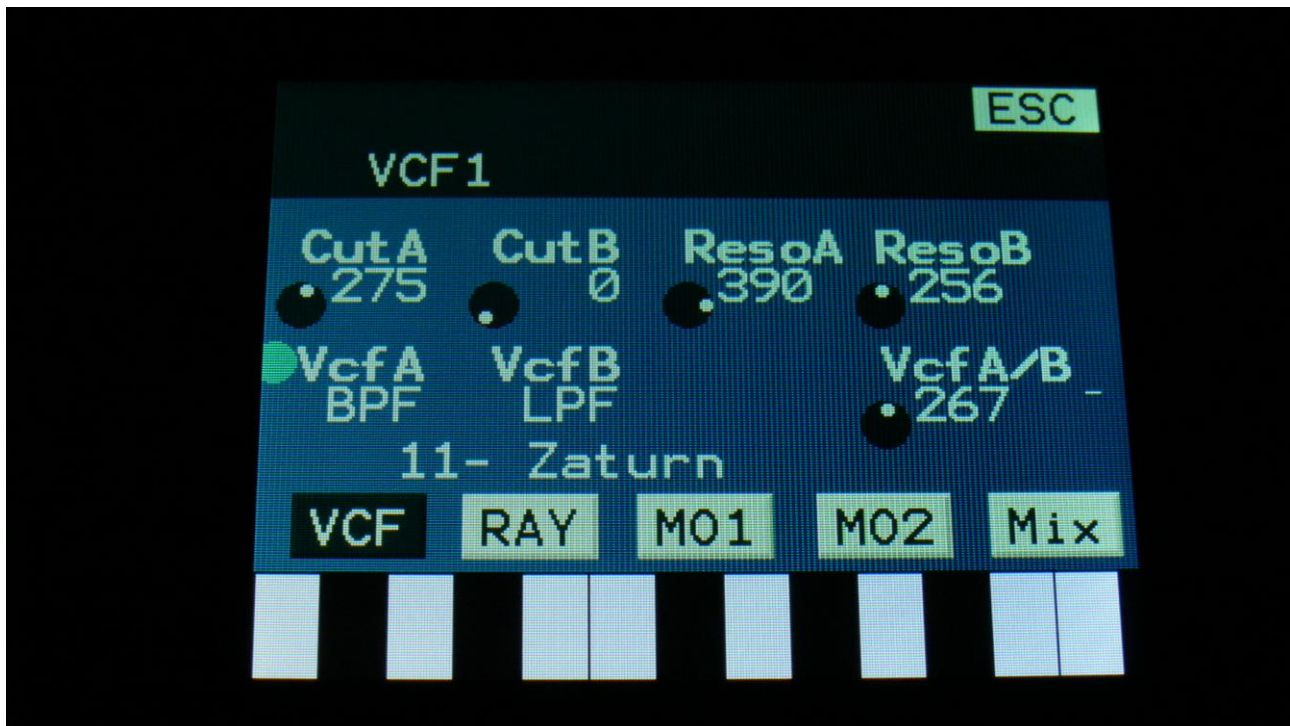 ESC
VCF1
CutA CutB ResoA ResoB
275 0 390 256
VcfA VcfB VcfA/B
BPF LPF 267 -
11- Zaturn
VCF RAY MO1 MO2 Mix